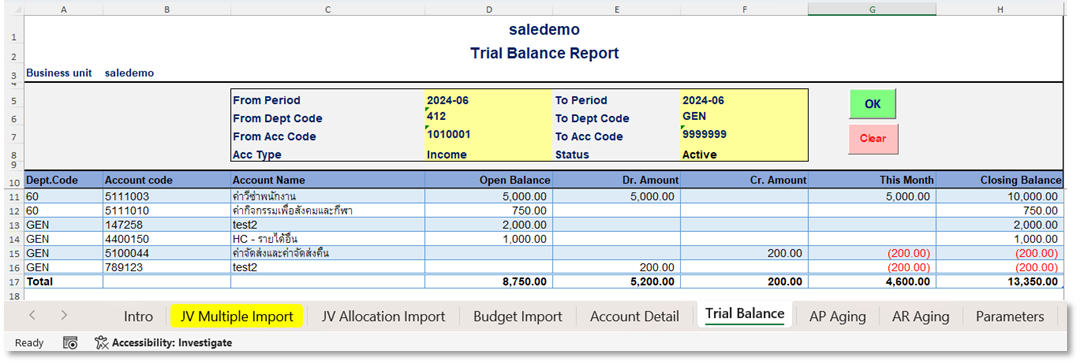 A B C D E F G H
1 saledemo
2 Trial Balance Report
3 Business unit saledemo
4
5 From Period 2024-06 To Period 2024-06 OK
6 From Dept Code 412 To Dept Code GEN
7 From Acc Code 1010001 To Acc Code 9999999 Clear
8 Acc Type Income Status Active
9
10 Dept.Code Account code Account Name Open Balance Dr. Amount Cr. Amount This Month Closing Balance
11 60 5111003 ค่าวีซ่าพนักงาน 5,000.00 5,000.00 5,000.00 10,000.00
12 60 5111010 ค่ากิจกรรมเพื่อสังคมและกีฬา 750.00 750.00
13 GEN 147258 test2 2,000.00 2,000.00
14 GEN 4400150 HC - รายได้อื่น 1,000.00 1,000.00
15 GEN 5100044 ค่าจัดส่งและค่าจัดส่งคืน 200.00 (200.00) (200.00)
16 GEN 789123 test2 200.00 (200.00) (200.00)
17 Total 8,750.00 5,200.00 200.00 4,600.00 13,350.00
18
Intro JV Multiple Import JV Allocation Import Budget Import Account Detail Trial Balance AP Aging AR Aging Parameters
Ready Accessibility: Investigate